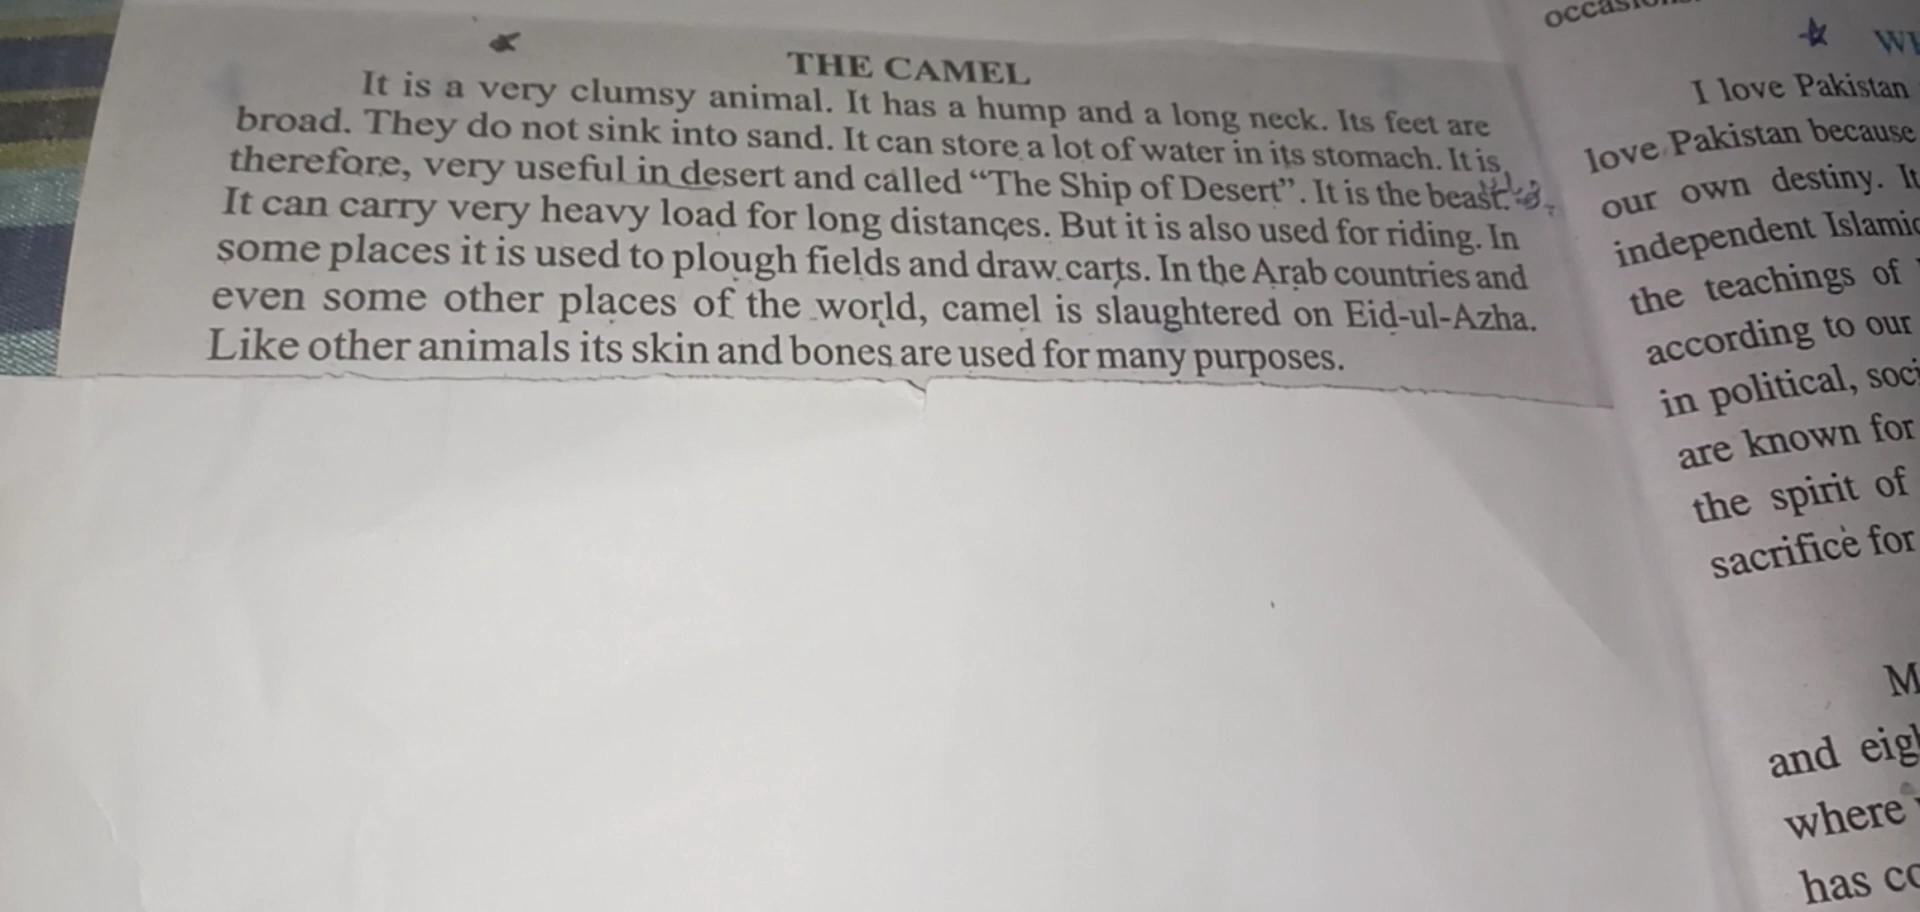 THE CAMEL
It is a very clumsy animal. It has a hump and a long neck. Its feet are
broad. They do not sink into sand. It can store a lot of water in its stomach. It is,
therefore, very useful in desert and called “The Ship of Desert”. It is the beast.
It can carry very heavy load for long distances. But it is also used for riding. In
some places it is used to plough fields and draw carts. In the Arab countries and
even some other places of the world, camel is slaughtered on Eid-ul-Azha.
Like other animals its skin and bones are used for many purposes.
I love Pakistan
love Pakistan because
our own destiny. It
independent Islamic
the teachings of
according to our
in political,
are known for
the spirit of
sacrifice for
M
and
where
has